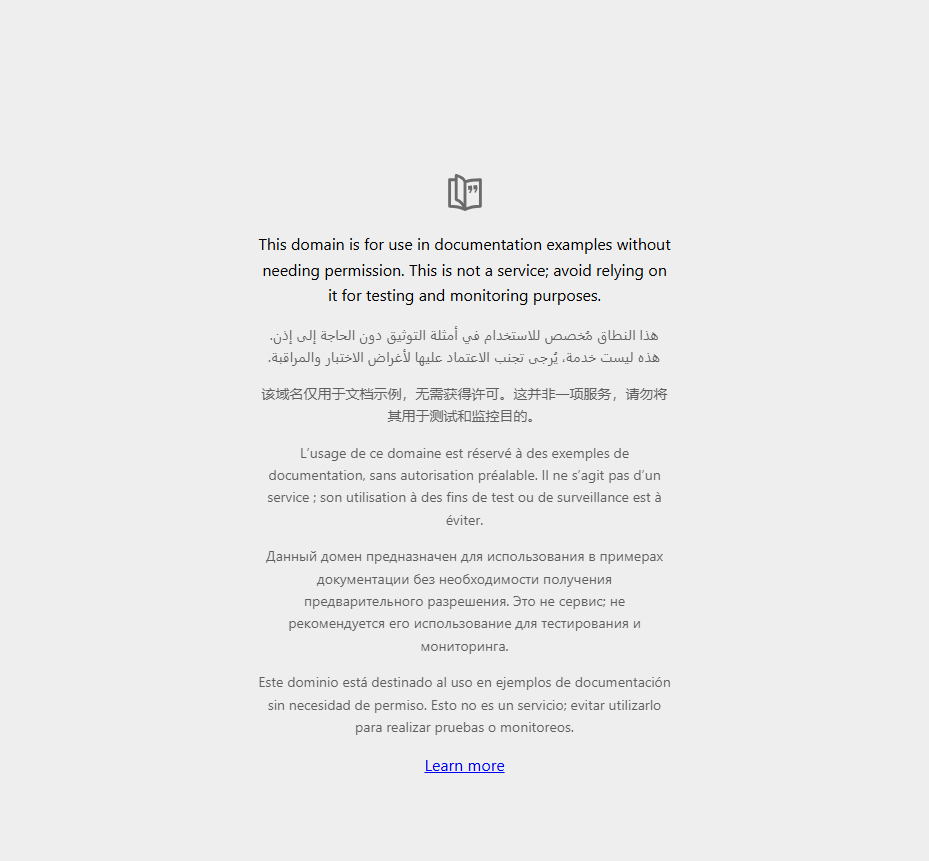 This domain is for use in documentation examples without
needing permission. This is not a service; avoid relying on
it for testing and monitoring purposes.
هذا النطاق مُخصص للاستخدام في أمثلة التوثيق دون الحاجة إلى إذن.
هذه ليست خدمة، يُرجى تجنب الاعتماد عليها لأغراض الاختبار والمراقبة.
该域名仅用于文档示例，无需获得许可。这并非一项服务，请勿将
其用于测试和监控目的。
L’usage de ce domaine est réservé à des exemples de
documentation, sans autorisation préalable. Il ne s’agit pas d’un
service ; son utilisation à des fins de test ou de surveillance est à
éviter.
Данный домен предназначен для использования в примерах
документации без необходимости получения
предварительного разрешения. Это не сервис; не
рекомендуется его использование для тестирования и
мониторинга.
Este dominio está destinado al uso en ejemplos de documentación
sin necesidad de permiso. Esto no es un servicio; evitar utilizarlo
para realizar pruebas o monitoreos.
Learn more